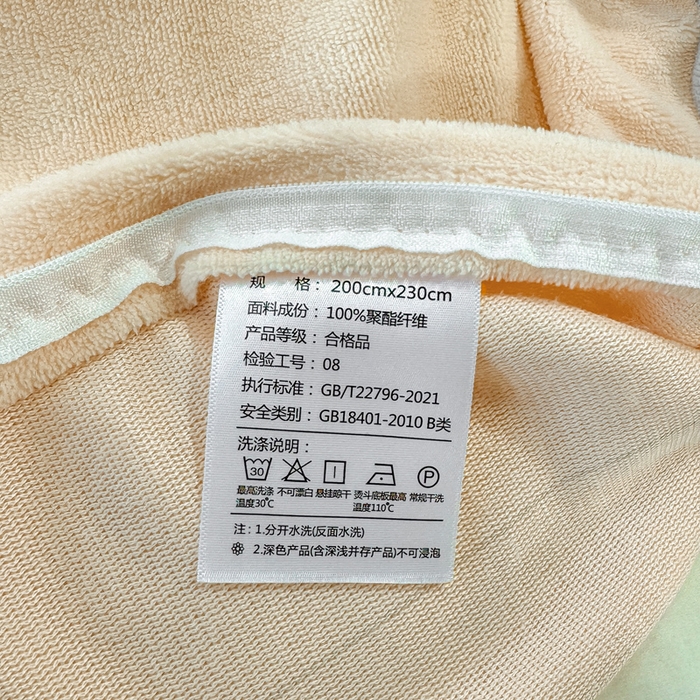 规 格：200cmx230cm
面料成份：100%聚酯纤维
产品等级：合格品
检验工号：08
执行标准：GB/T22796-2021
安全类别：GB18401-2010 B类
洗涤说明：
30 P
最高洗涤温度30℃ 不可漂白 悬挂晾干 熨斗底板最高温度110℃ 常规干洗
注：1.分开水洗(反面水洗)
2.深色产品(含深浅并存产品)不可浸泡